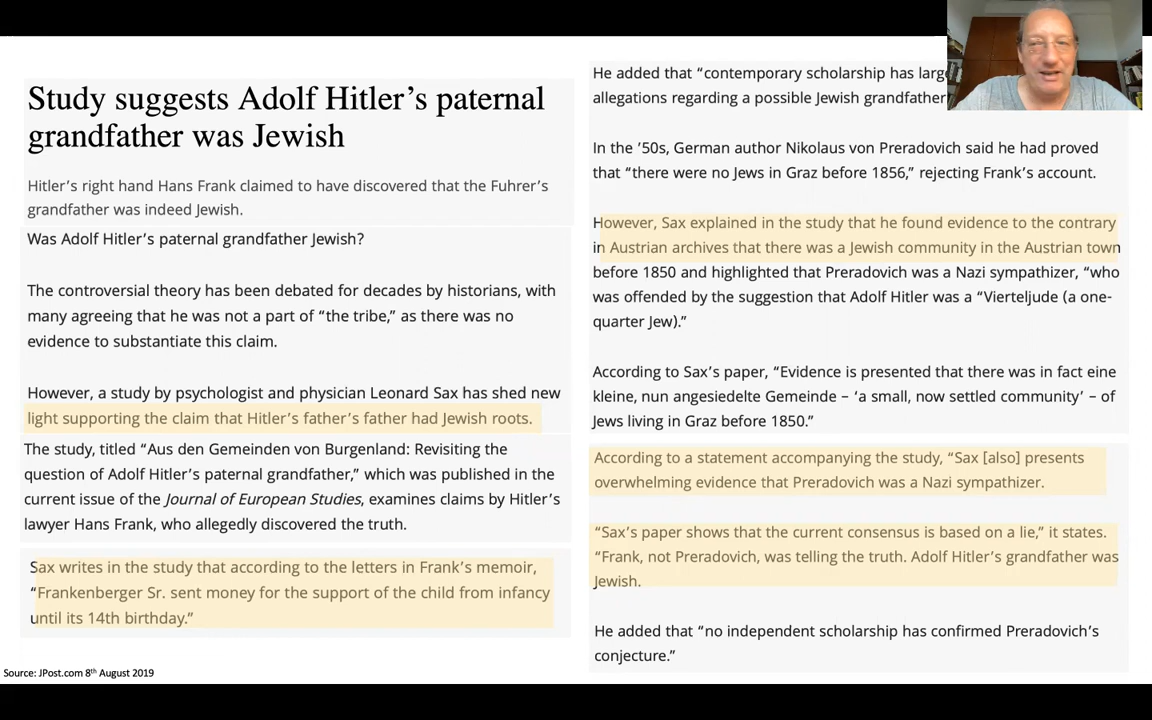 Study suggests Adolf Hitler’s paternal
grandfather was Jewish
Hitler’s right hand Hans Frank claimed to have discovered that the Fuhrer’s
grandfather was indeed Jewish.
Was Adolf Hitler’s paternal grandfather Jewish?
The controversial theory has been debated for decades by historians, with
many agreeing that he was not a part of “the tribe,” as there was no
evidence to substantiate this claim.
However, a study by psychologist and physician Leonard Sax has shed new
light supporting the claim that Hitler’s father’s father had Jewish roots.
The study, titled “Aus den Gemeinden von Burgenland: Revisiting the
question of Adolf Hitler’s paternal grandfather,” which was published in the
current issue of the Journal of European Studies, examines claims by Hitler’s
lawyer Hans Frank, who allegedly discovered the truth.
Sax writes in the study that according to the letters in Frank’s memoir,
“Frankenberger Sr. sent money for the support of the child from infancy
until its 14th birthday.”
Source: JPost.com 8th August 2019
He added that “contemporary scholarship has
allegations regarding a possible Jewish grandfather
In the ’50s, German author Nikolaus von Preradovich said he had proved
that “there were no Jews in Graz before 1856,” rejecting Frank’s account.
However, Sax explained in the study that he found evidence to the contrary
in Austrian archives that there was a Jewish community in the Austrian town
before 1850 and highlighted that Preradovich was a Nazi sympathizer, “who
was offended by the suggestion that Adolf Hitler was a “Vierteljude (a one-
quarter Jew).”
According to Sax’s paper, “Evidence is presented that there was in fact eine
kleine, nun angesiedelte Gemeinde – ‘a small, now settled community’ – of
Jews living in Graz before 1850.”
According to a statement accompanying the study, “Sax [also] presents
overwhelming evidence that Preradovich was a Nazi sympathizer.
“Sax’s paper shows that the current consensus is based on a lie,” it states.
“Frank, not Preradovich, was telling the truth. Adolf Hitler’s grandfather was
Jewish.
He added that “no independent scholarship has confirmed Preradovich’s
conjecture.”